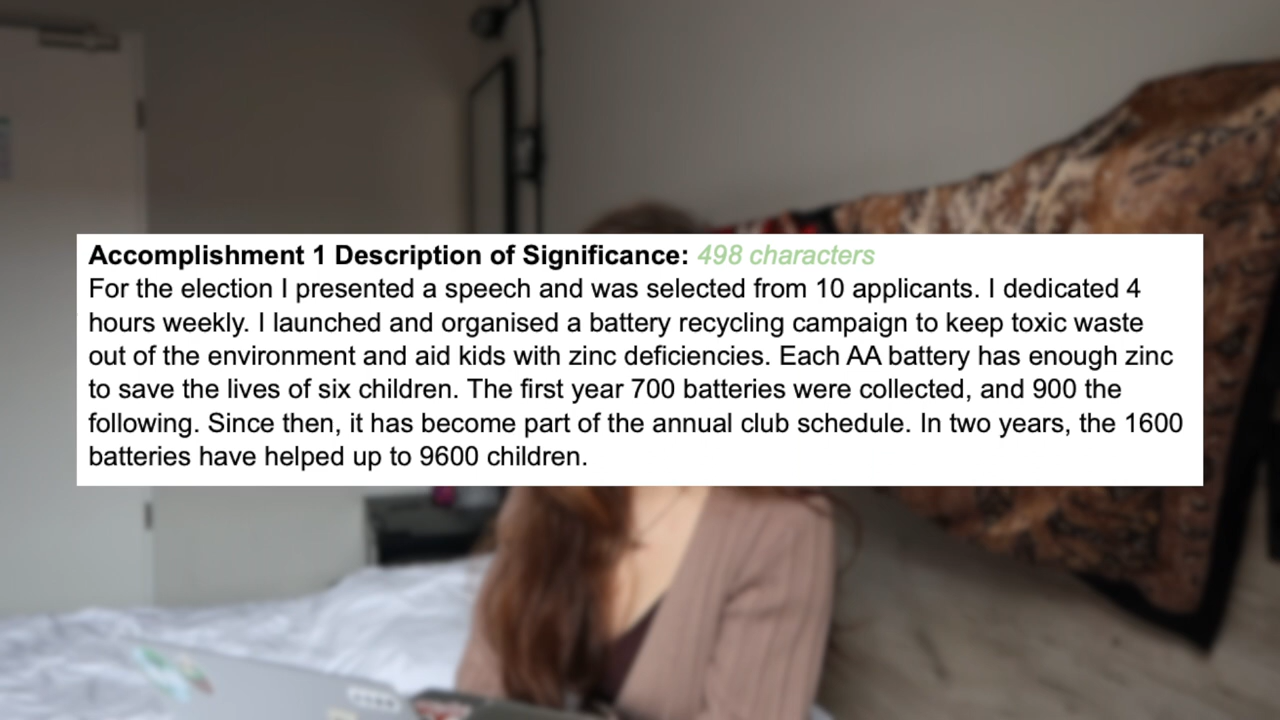 Accomplishment 1 Description of Significance: 498 characters
For the election I presented a speech and was selected from 10 applicants. I dedicated 4
hours weekly. I launched and organised a battery recycling campaign to keep toxic waste
out of the environment and aid kids with zinc deficiencies. Each AA battery has enough zinc
to save the lives of six children. The first year 700 batteries were collected, and 900 the
following. Since then, it has become part of the annual club schedule. In two years, the 1600
batteries have helped up to 9600 children.